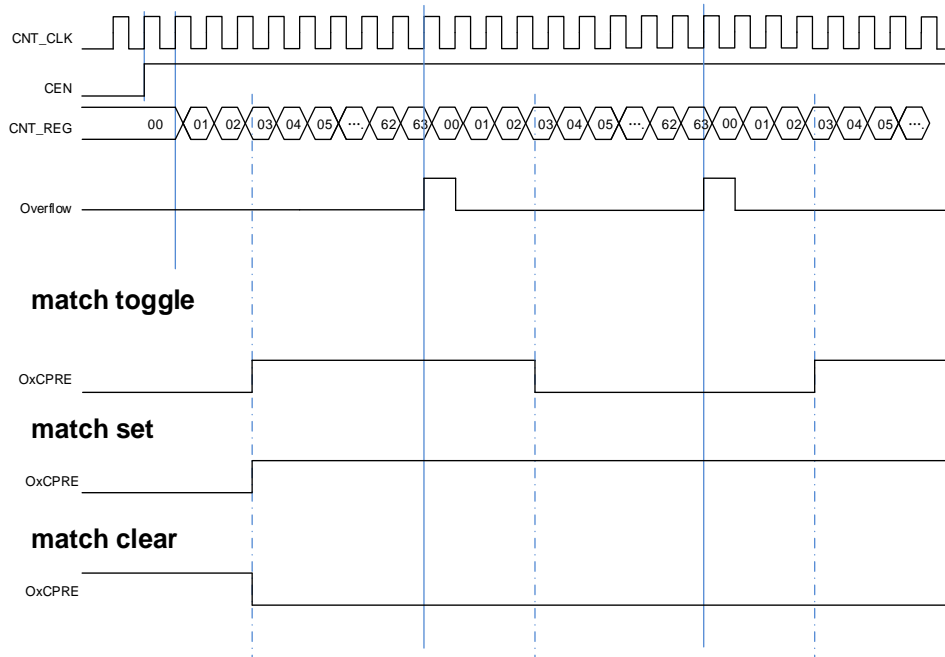 CNT_CLK
CEN
CNT_REG 00 01 02 03 04 05 ···. 62 63 00 01 02 03 04 05 ···. 62 63 00 01 02 03 04 05 ···.
Overflow
match toggle
OxCPRE
match set
OxCPRE
match clear
OxCPRE